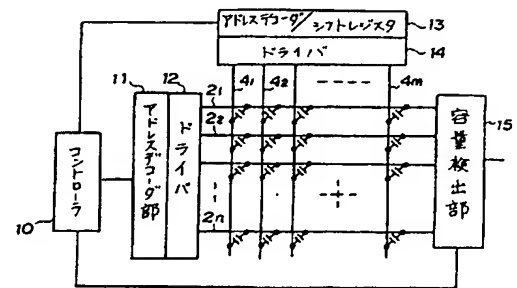 アドレスデコーダ/シフトレジスタ 13
ドライバ 14
41 42 4m
11 12
アドレスデコーダ部
ドライバ
21
22
2n
コントローラ
10
容量検出部
15